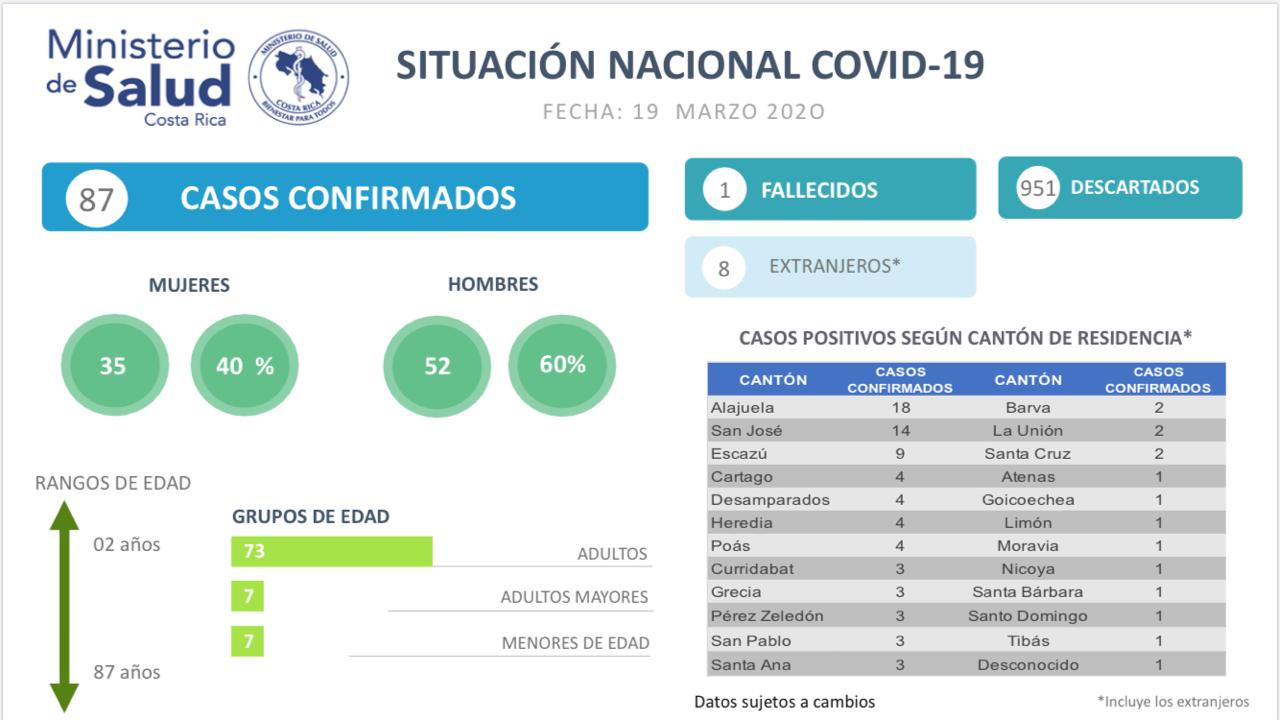 Ministerio
de Salud
Costa Rica
MINISTERIO DE SALUD
COSTA RICA
BIENESTAR PARA TODOS
SITUACIÓN NACIONAL COVID-19
FECHA: 19 MARZO 202O
87 CASOS CONFIRMADOS
1 FALLECIDOS
951 DESCARTADOS
8 EXTRANJEROS*
MUJERES
HOMBRES
35 40 % 52 60%
RANGOS DE EDAD
02 años
87 años
GRUPOS DE EDAD
73 ADULTOS
7 ADULTOS MAYORES
7 MENORES DE EDAD
CASOS POSITIVOS SEGÚN CANTÓN DE RESIDENCIA*
CANTÓN CASOS CONFIRMADOS CANTÓN CASOS CONFIRMADOS
Alajuela 18 Barva 2
San José 14 La Unión 2
Escazú 9 Santa Cruz 2
Cartago 4 Atenas 1
Desamparados 4 Goicoechea 1
Heredia 4 Limón 1
Poás 4 Moravia 1
Curridabat 3 Nicoya 1
Grecia 3 Santa Bárbara 1
Pérez Zeledón 3 Santo Domingo 1
San Pablo 3 Tibás 1
Santa Ana 3 Desconocido 1
Datos sujetos a cambios
*Incluye los extranjeros